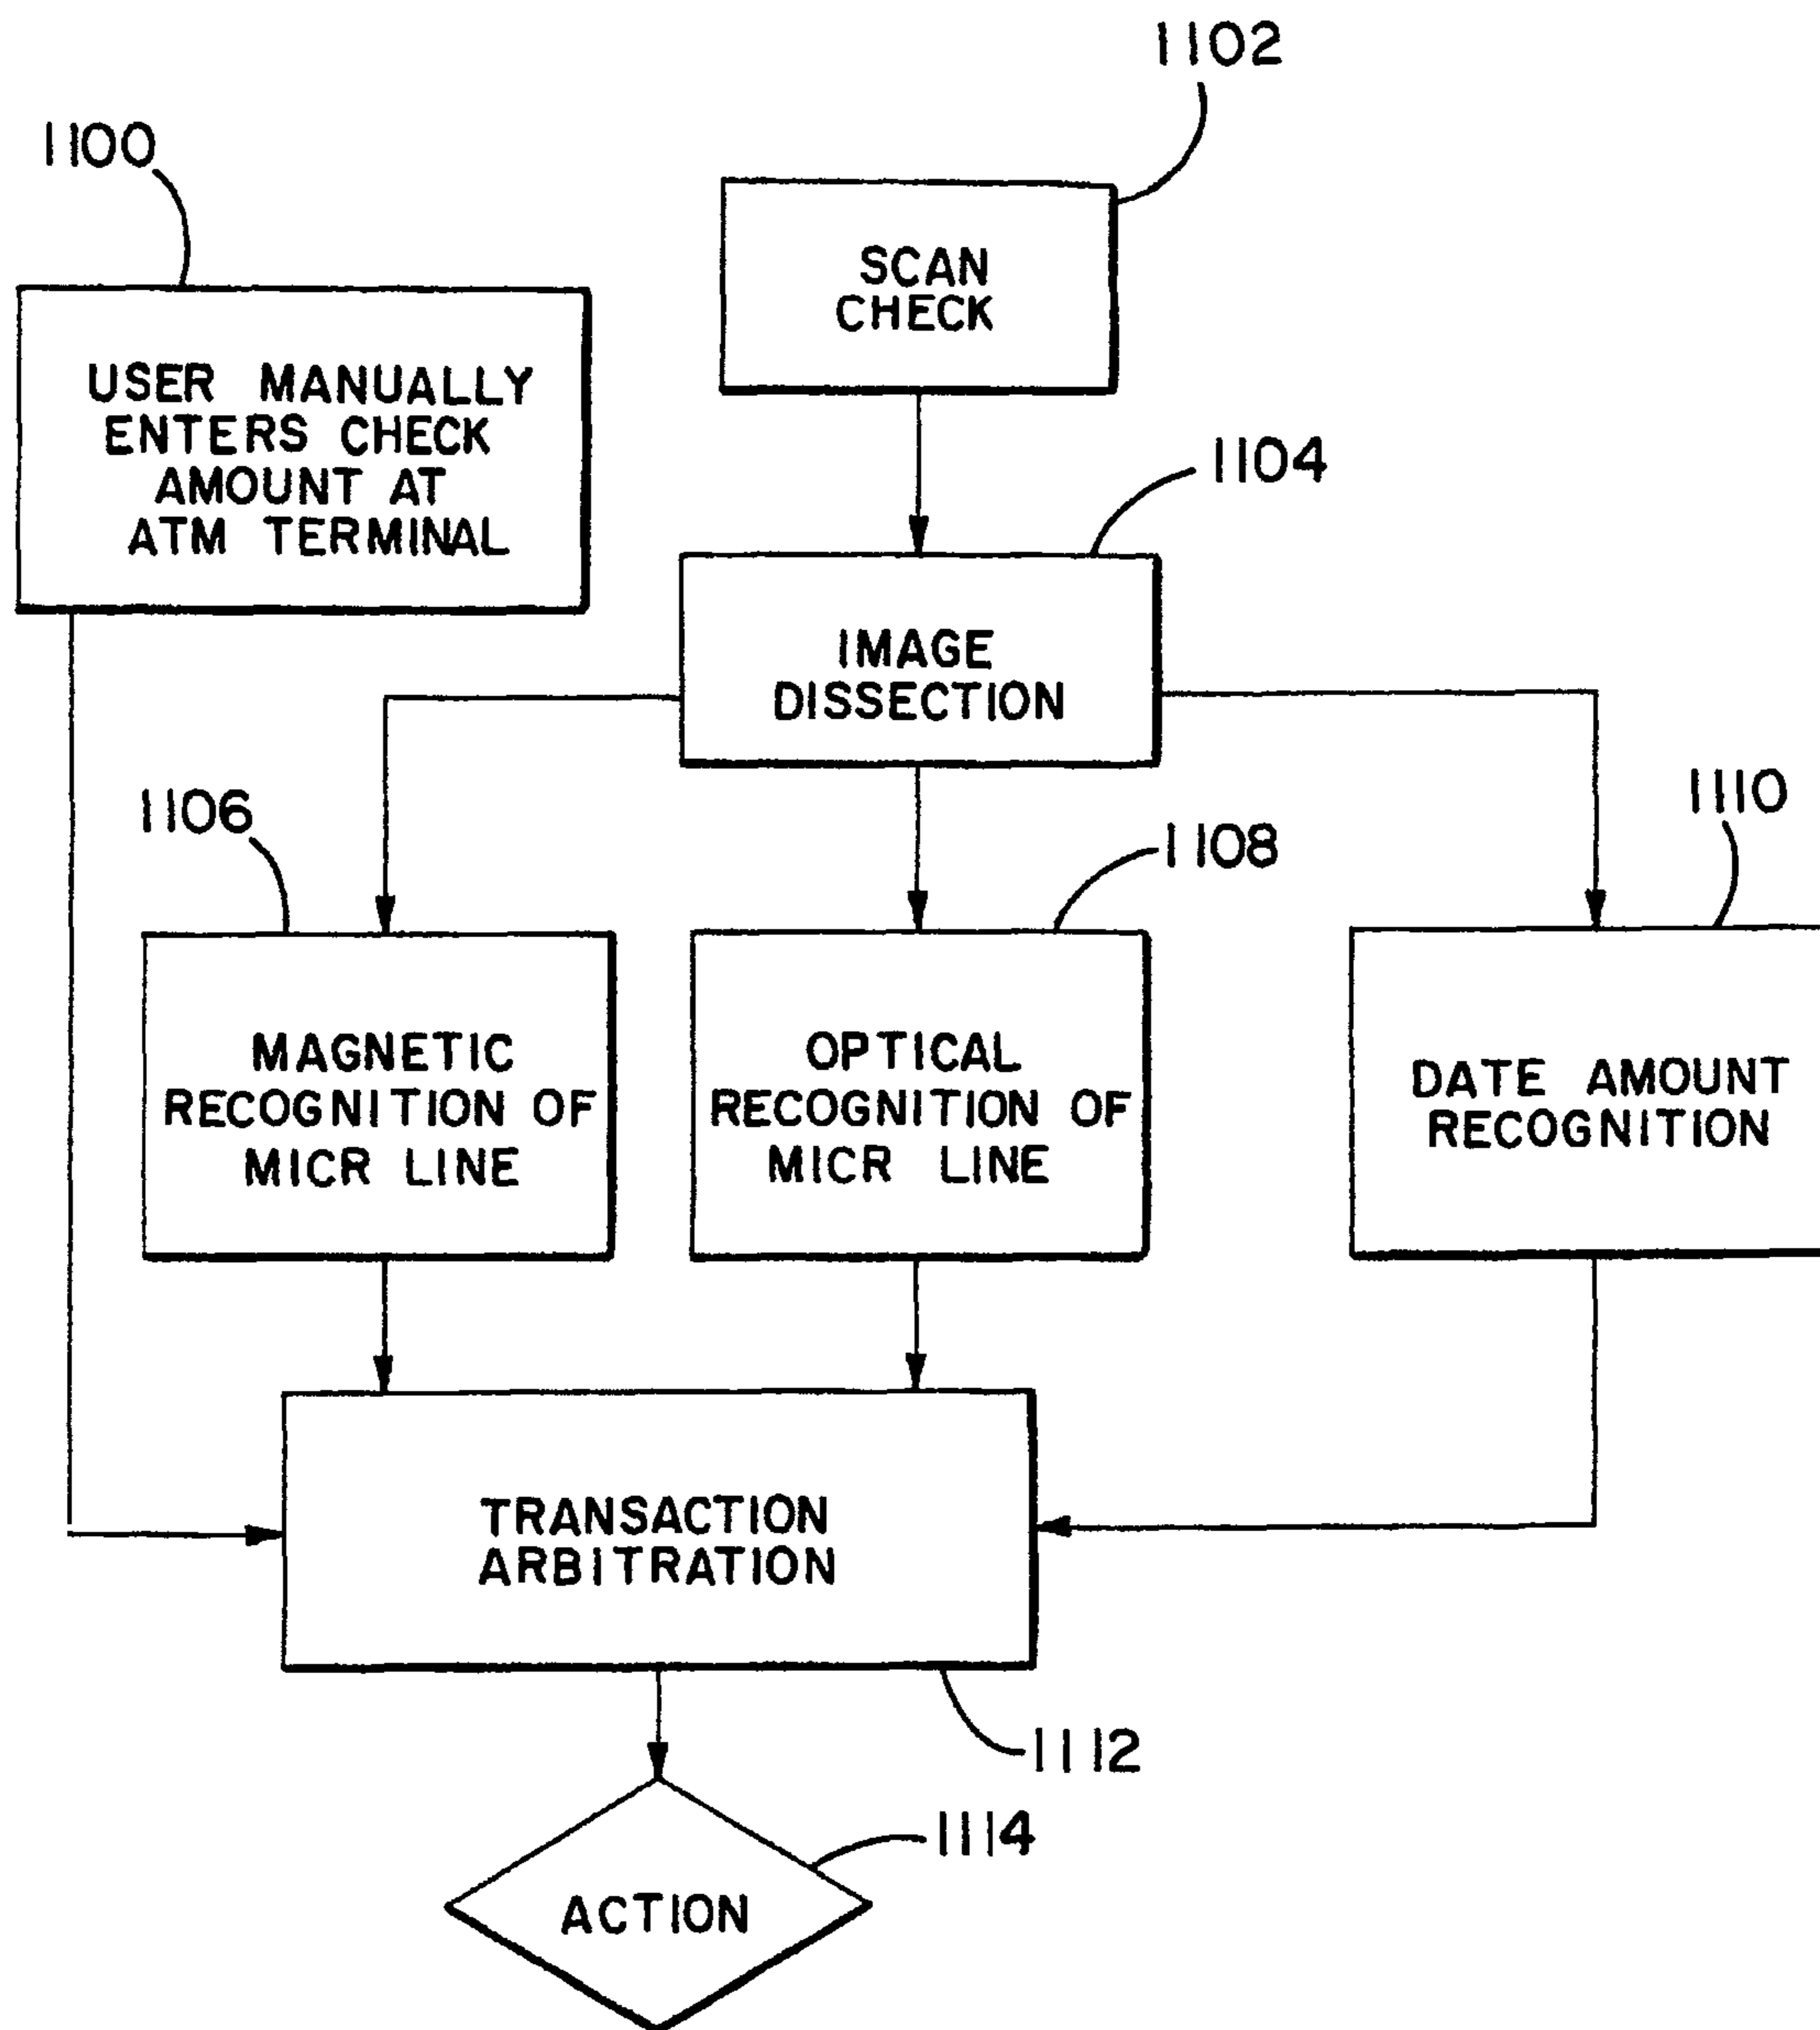 1102
1100
SCAN
CHECK
USER MANUALLY
ENTERS CHECK
AMOUNT AT
ATM TERMINAL
1104
IMAGE
DISSECTION
1106
1108
1110
MAGNETIC
RECOGNITION OF
MICR LINE
OPTICAL
RECOGNITION OF
MICR LINE
DATE AMOUNT
RECOGNITION
TRANSACTION
ARBITRATION
1112
1114
ACTION